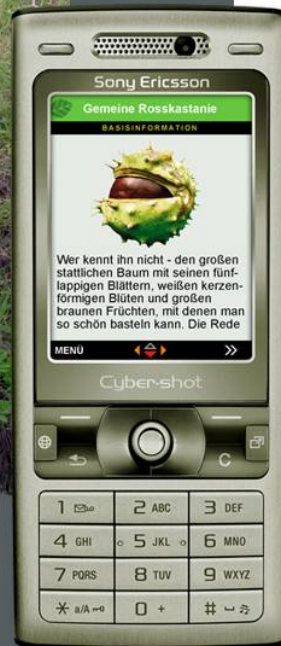 Sony Ericsson
Gemeine Rosskastanie
BASISINFORMATION
Wer kennt ihn nicht - den großen
stattlichen Baum mit seinen fünf-
lappigen Blättern, weißen kerzen-
förmigen Blüten und großen
braunen Früchten, mit denen man
so schön basteln kann. Die Rede
MENÜ »
Cyber-shot
C
1 2 ABC 3 DEF
4 GHI 5 JKL 6 MNO
7 PQRS 8 TUV 9 WXYZ
* a/A 0 + #